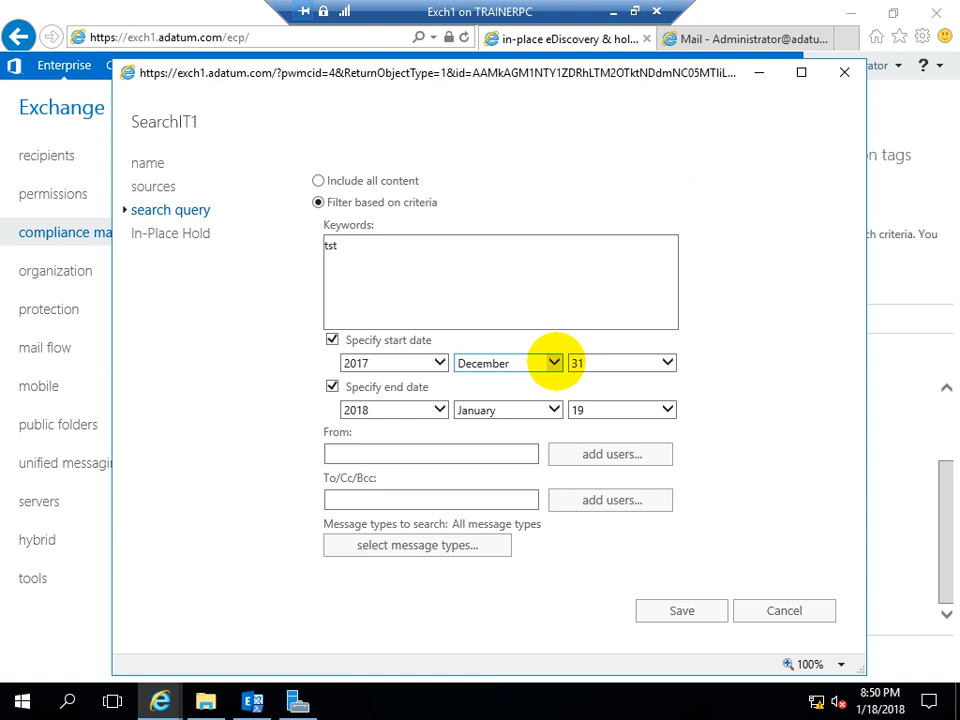 Exch1 on TRAINERPC
https://exch1.adatum.com/ecp/
in-place eDiscovery & hol...
Mail - Administrator@adatu...
Enterprise
ator
?
https://exch1.adatum.com/?pwmcid=4&ReturnObjectType=1&id=AAMkAGM1NTY1ZDRhLTM2OTktNDdmNC05MTIiL...
Exchange
SearchIT1
recipients
permissions
compliance ma
organization
protection
mail flow
mobile
public folders
unified messagin
servers
hybrid
tools
name
sources
search query
In-Place Hold
Include all content
Filter based on criteria
Keywords:
tst
Specify start date
2017 December 31
Specify end date
2018 January 19
From:
add users...
To/Cc/Bcc:
add users...
Message types to search: All message types
select message types...
Save Cancel
on tags
ch criteria. You
100%
8:50 PM
1/18/2018